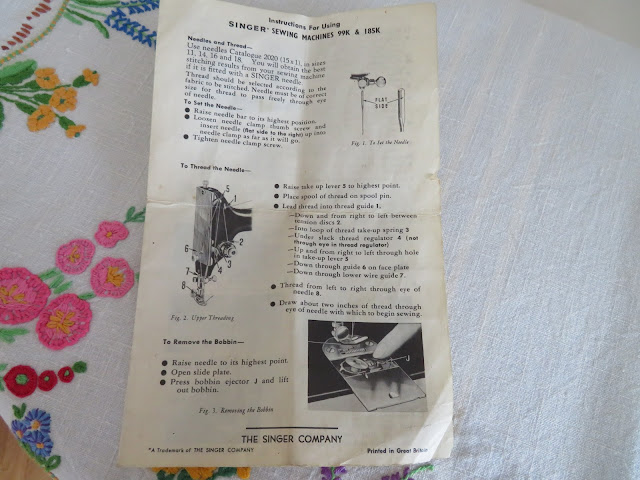 Instructions For Using
SINGER* SEWING MACHINES 99K & 185K
Needles and Thread—
Use needles Catalogue 2020 (15 x 1), in sizes
11, 14, 16 and 18. You will obtain the best
stitching results from your sewing machine
if it is fitted with a SINGER needle.
Thread should be selected according to the
fabric to be stitched. Needle must be of correct
size for thread to pass freely through eye
of needle.
To Set the Needle—
● Raise needle bar to its highest position.
● Loosen needle clamp thumb screw and
insert needle (flat side to the right) up into
needle clamp as far as it will go.
● Tighten needle clamp screw.
FLAT
SIDE
Fig. 1. To Set the Needle
To Thread the Needle—
5
1
6
4
2
3
7
8
Fig. 2. Upper Threading
● Raise take up lever 5 to highest point.
● Place spool of thread on spool pin.
● Lead thread into thread guide 1.
—Down and from right to left between
tension discs 2
—Into loop of thread take-up spring 3
—Under slack thread regulator 4 (not
through eye in thread regulator)
—Up and from right to left through hole
in take-up lever 5
—Down through guide 6 on face plate
—Down through lower wire guide 7.
● Thread from left to right through eye of
needle 8.
● Draw about two inches of thread through
eye of needle with which to begin sewing.
To Remove the Bobbin—
● Raise needle to its highest point.
● Open slide plate.
● Press bobbin ejector J and lift
out bobbin.
Fig. 3. Removing the Bobbin
THE SINGER COMPANY
*A Trademark of THE SINGER COMPANY
Printed in Great Britain